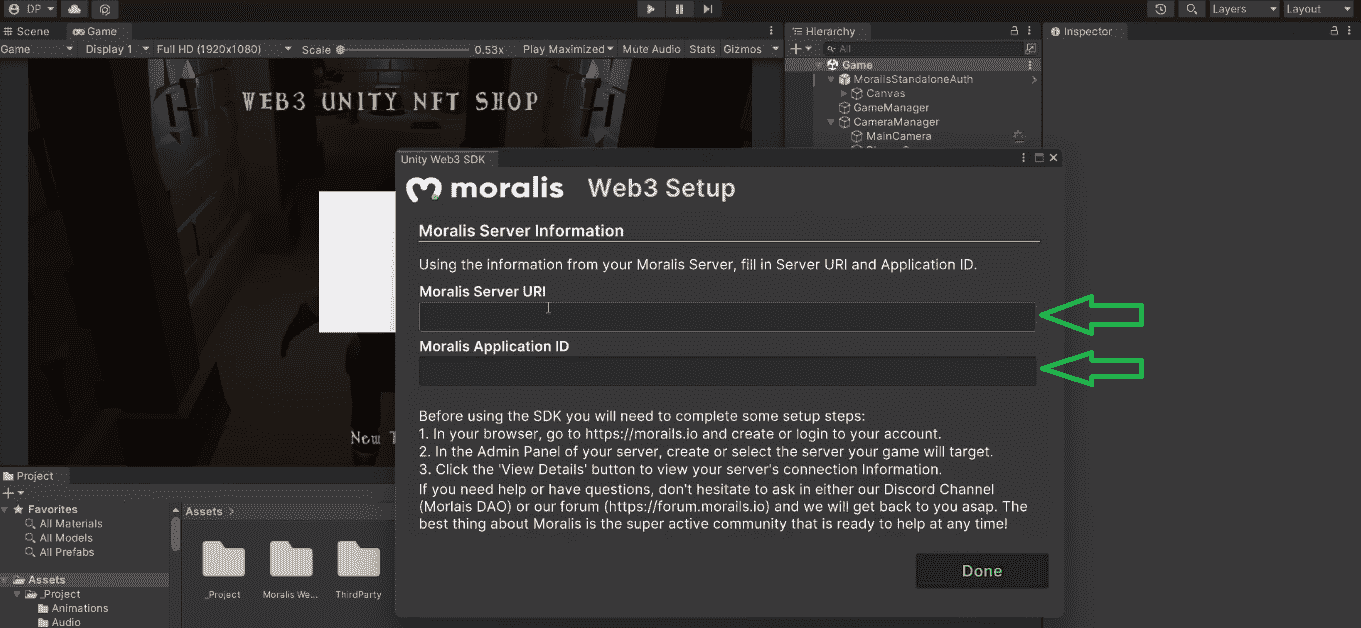 DP
Layers
Layout
Scene
Game
Hierarchy
Inspector
Game
Display 1
Full HD (1920x1080)
Scale
0.53x
Play Maximized
Mute Audio
Stats
Gizmos
All
WEB3 UNITY NFT SHOP
Game
MoralisStandaloneAuth
Canvas
GameManager
CameraManager
MainCamera
Unity Web3 SDK
moralis Web3 Setup
Moralis Server Information
Using the information from your Moralis Server, fill in Server URI and Application ID.
Moralis Server URI
Moralis Application ID
Before using the SDK you will need to complete some setup steps:
1. In your browser, go to https://moralis.io and create or login to your account.
2. In the Admin Panel of your server, create or select the server your game will target.
3. Click the 'View Details' button to view your server's connection Information.
If you need help or have questions, don't hesitate to ask in either our Discord Channel
(Morlais DAO) or our forum (https://forum.moralis.io) and we will get back to you asap. The
best thing about Moralis is the super active community that is ready to help at any time!
Done
New
Project
Favorites
All Materials
All Models
All Prefabs
Assets
_Project
Animations
Audio
Assets
_Project
Moralis We...
ThirdParty